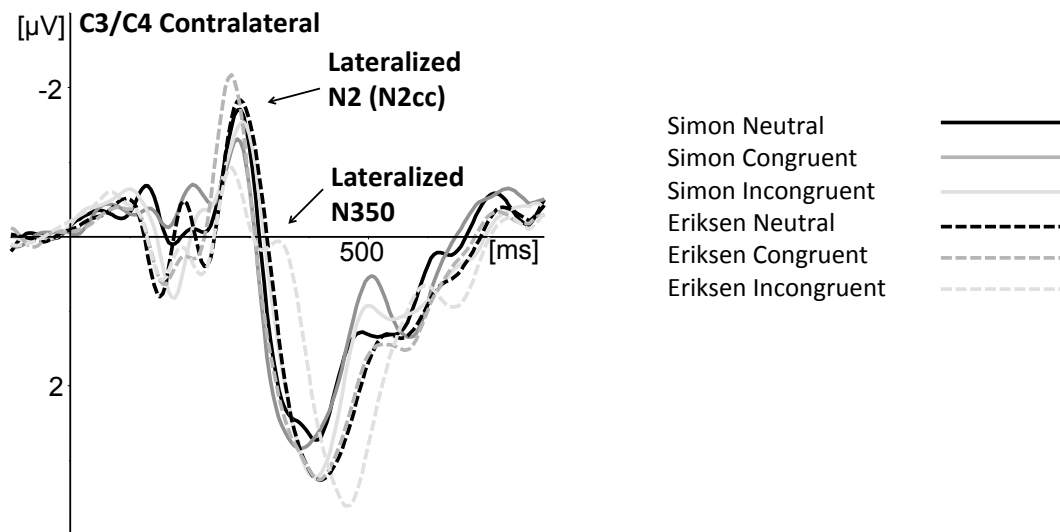 [µV] C3/C4 Contralateral
-2
Lateralized
N2 (N2cc)
Lateralized
N350
500
[ms]
2
Simon Neutral
Simon Congruent
Simon Incongruent
Eriksen Neutral
Eriksen Congruent
Eriksen Incongruent